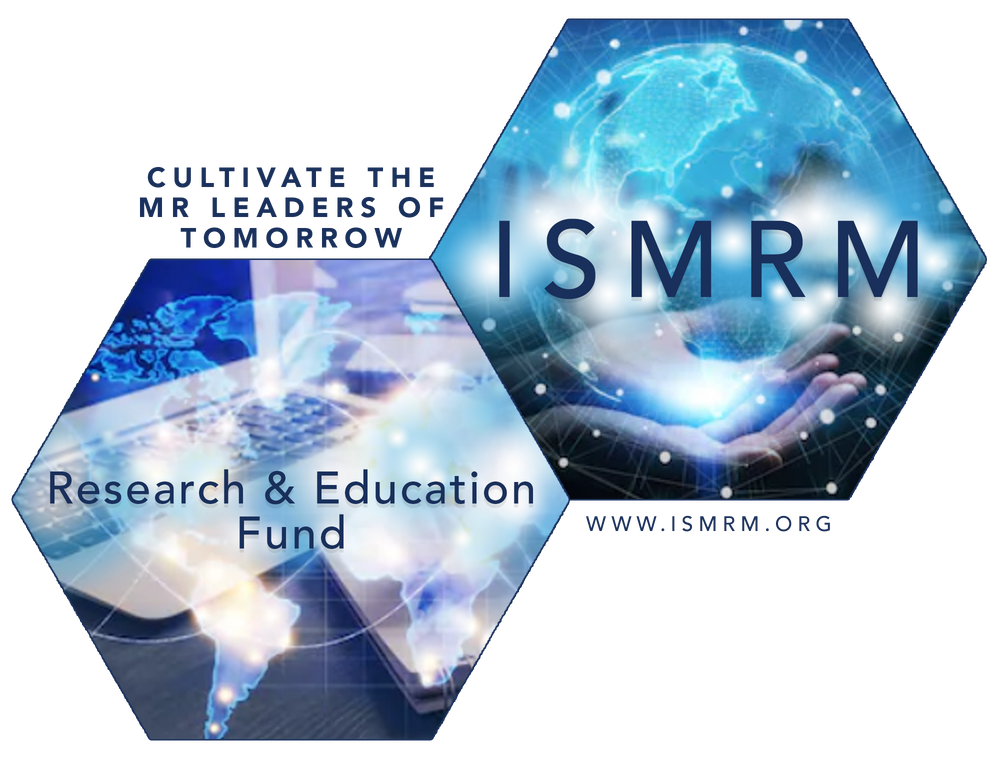 CULTIVATE THE
MR LEADERS OF
TOMORROW
ISMRM
Research & Education
Fund
WWW.ISMRM.ORG